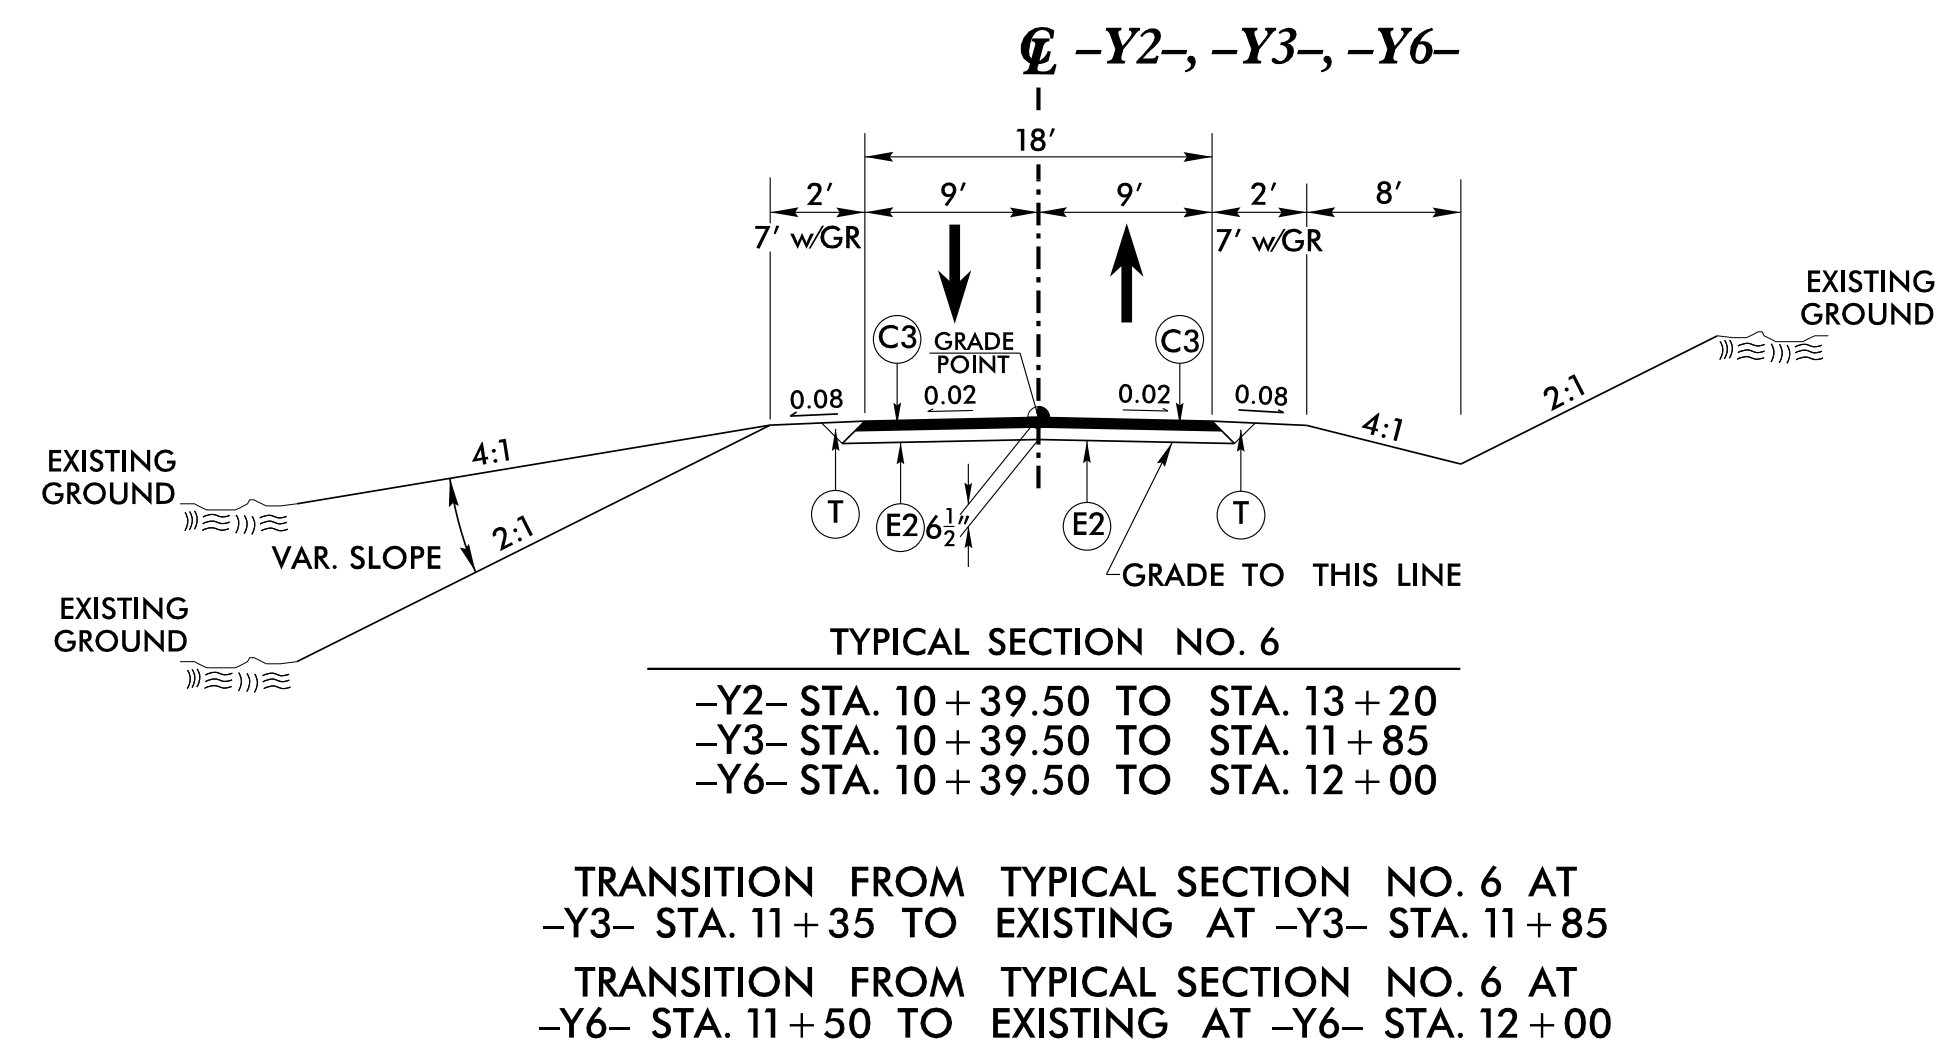 ℄ –Y2–, –Y3–, –Y6–
18′
2′ 9′ 9′ 2′ 8′
7′ w/GR 7′ w/GR
EXISTING
GROUND
C3 GRADE
POINT C3
0.08 0.02 0.02 0.08
4:1 2:1
EXISTING
GROUND
4:1
T E2 6 1/2″ E2 T
2:1
VAR. SLOPE
GRADE TO THIS LINE
EXISTING
GROUND
TYPICAL SECTION NO. 6
–Y2– STA. 10+39.50 TO STA. 13+20
–Y3– STA. 10+39.50 TO STA. 11+85
–Y6– STA. 10+39.50 TO STA. 12+00
TRANSITION FROM TYPICAL SECTION NO. 6 AT
–Y3– STA. 11+35 TO EXISTING AT –Y3– STA. 11+85
TRANSITION FROM TYPICAL SECTION NO. 6 AT
–Y6– STA. 11+50 TO EXISTING AT –Y6– STA. 12+00